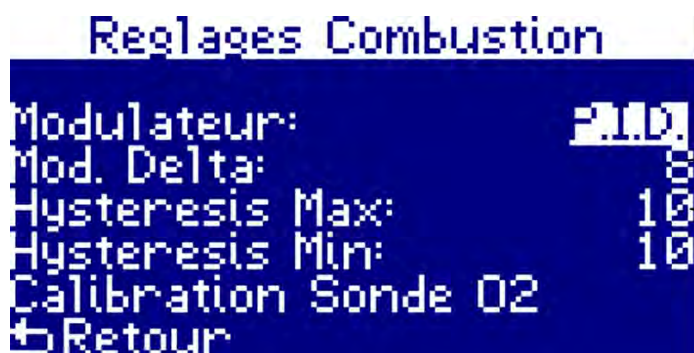 Reglages Combustion
Modulateur: P.I.D.
Mod. Delta: 8
Hysteresis Max: 10
Hysteresis Min: 10
Calibration Sonde O2
Retour